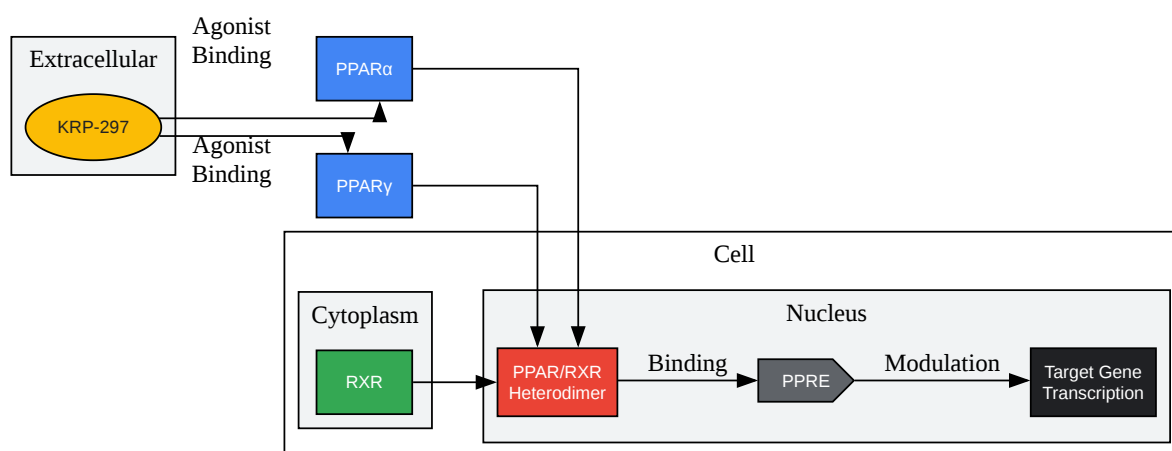 Agonist
Binding
Extracellular
KRP-297
PPARα
Agonist
Binding
PPARγ
Cell
Cytoplasm
RXR
Nucleus
PPAR/RXR
Heterodimer
Binding
PPRE
Modulation
Target Gene
Transcription